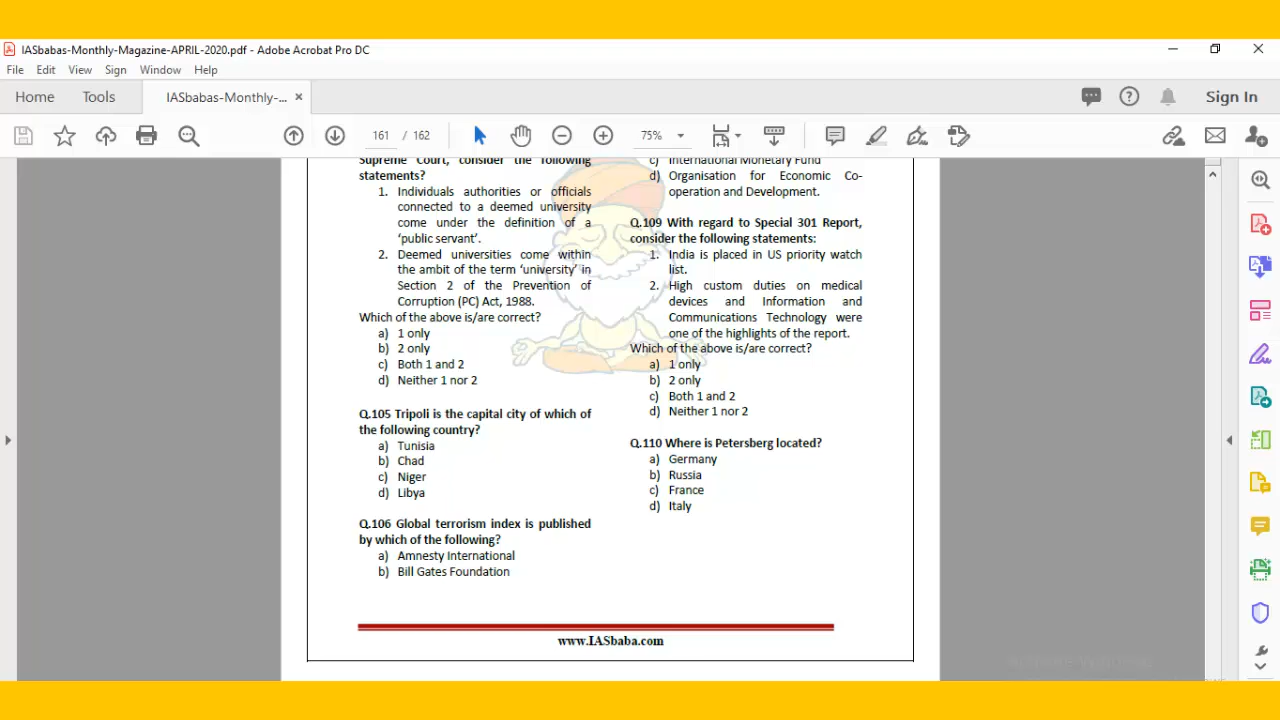 IASbabas-Monthly-Magazine-APRIL-2020.pdf - Adobe Acrobat Pro DC
File Edit View Sign Window Help
Home Tools IASbabas-Monthly-... × Sign In
161 / 162 75%
Supreme Court, consider the following
statements?
1. Individuals authorities or officials
connected to a deemed university
come under the definition of a
‘public servant’.
2. Deemed universities come within
the ambit of the term ‘university’ in
Section 2 of the Prevention of
Corruption (PC) Act, 1988.
Which of the above is/are correct?
a) 1 only
b) 2 only
c) Both 1 and 2
d) Neither 1 nor 2
Q.105 Tripoli is the capital city of which of
the following country?
a) Tunisia
b) Chad
c) Niger
d) Libya
Q.106 Global terrorism index is published
by which of the following?
a) Amnesty International
b) Bill Gates Foundation
c) International Monetary Fund
d) Organisation for Economic Co-
operation and Development.
Q.109 With regard to Special 301 Report,
consider the following statements:
1. India is placed in US priority watch
list.
2. High custom duties on medical
devices and Information and
Communications Technology were
one of the highlights of the report.
Which of the above is/are correct?
a) 1 only
b) 2 only
c) Both 1 and 2
d) Neither 1 nor 2
Q.110 Where is Petersberg located?
a) Germany
b) Russia
c) France
d) Italy
www.IASbaba.com